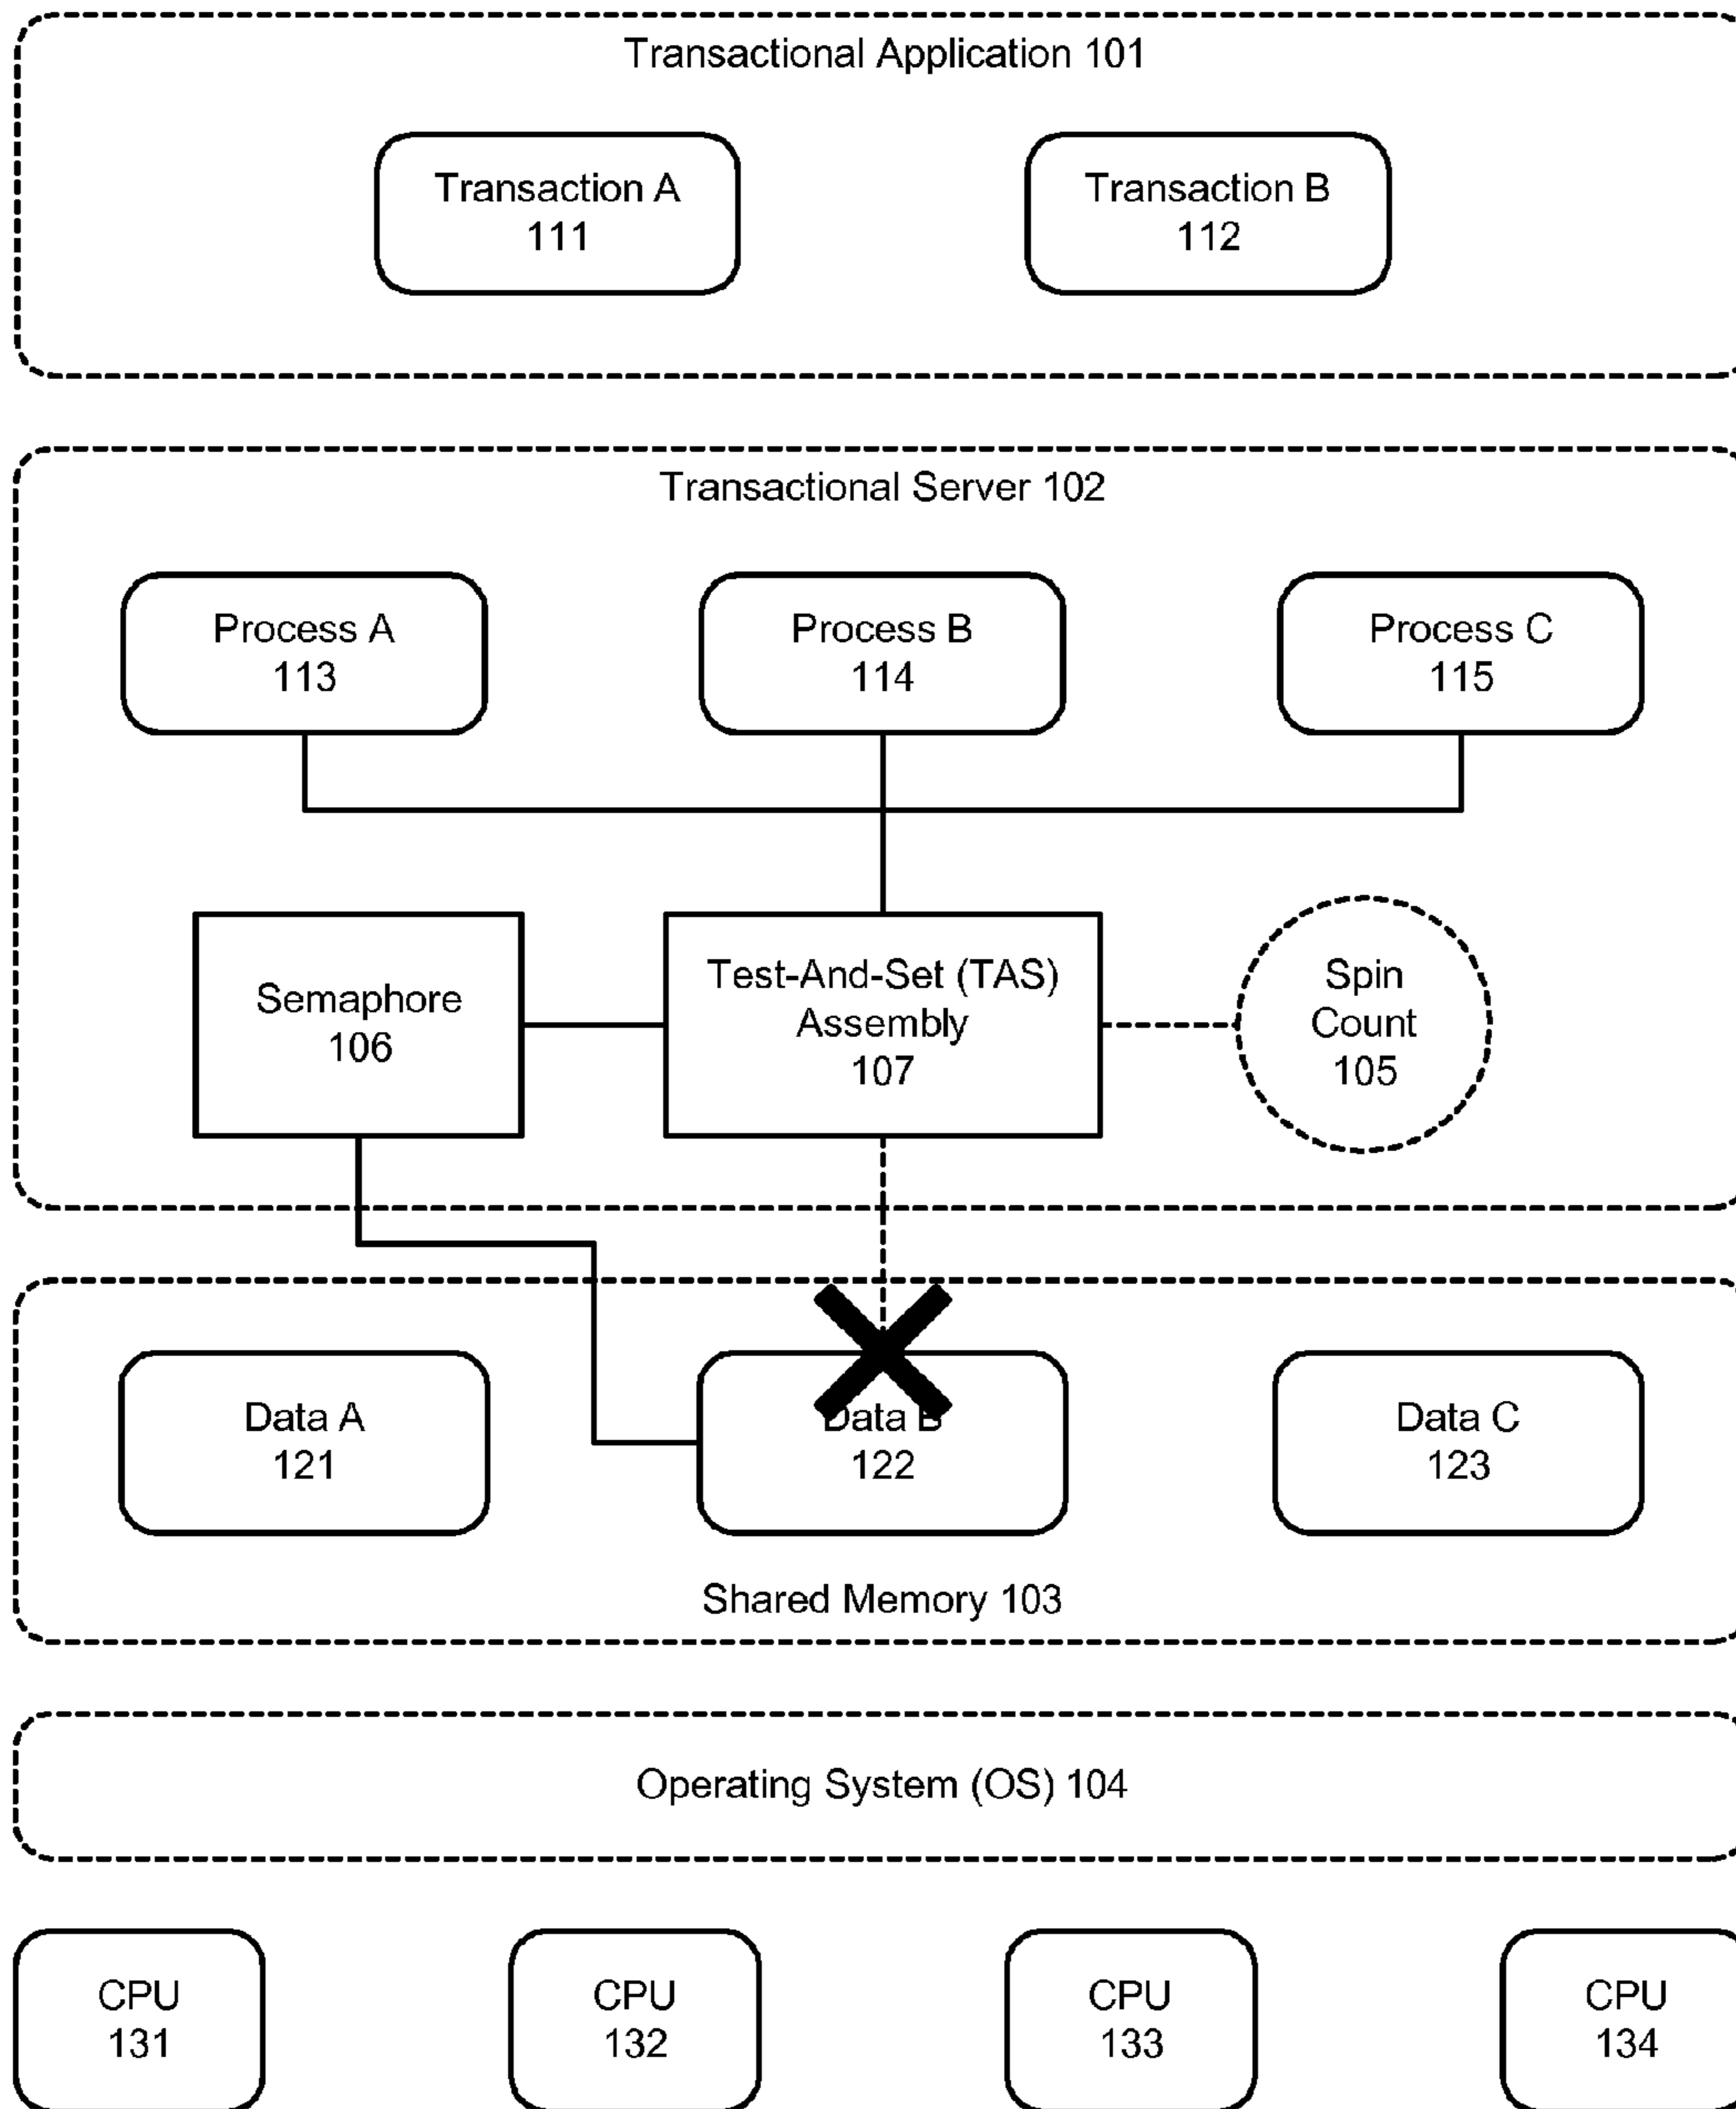 Transactional Application 101
Transaction A
111
Transaction B
112
Transactional Server 102
Process A
113
Process B
114
Process C
115
Semaphore
106
Test-And-Set (TAS)
Assembly
107
Spin
Count
105
Data A
121
Data B
122
Data C
123
Shared Memory 103
Operating System (OS) 104
CPU
131
CPU
132
CPU
133
CPU
134